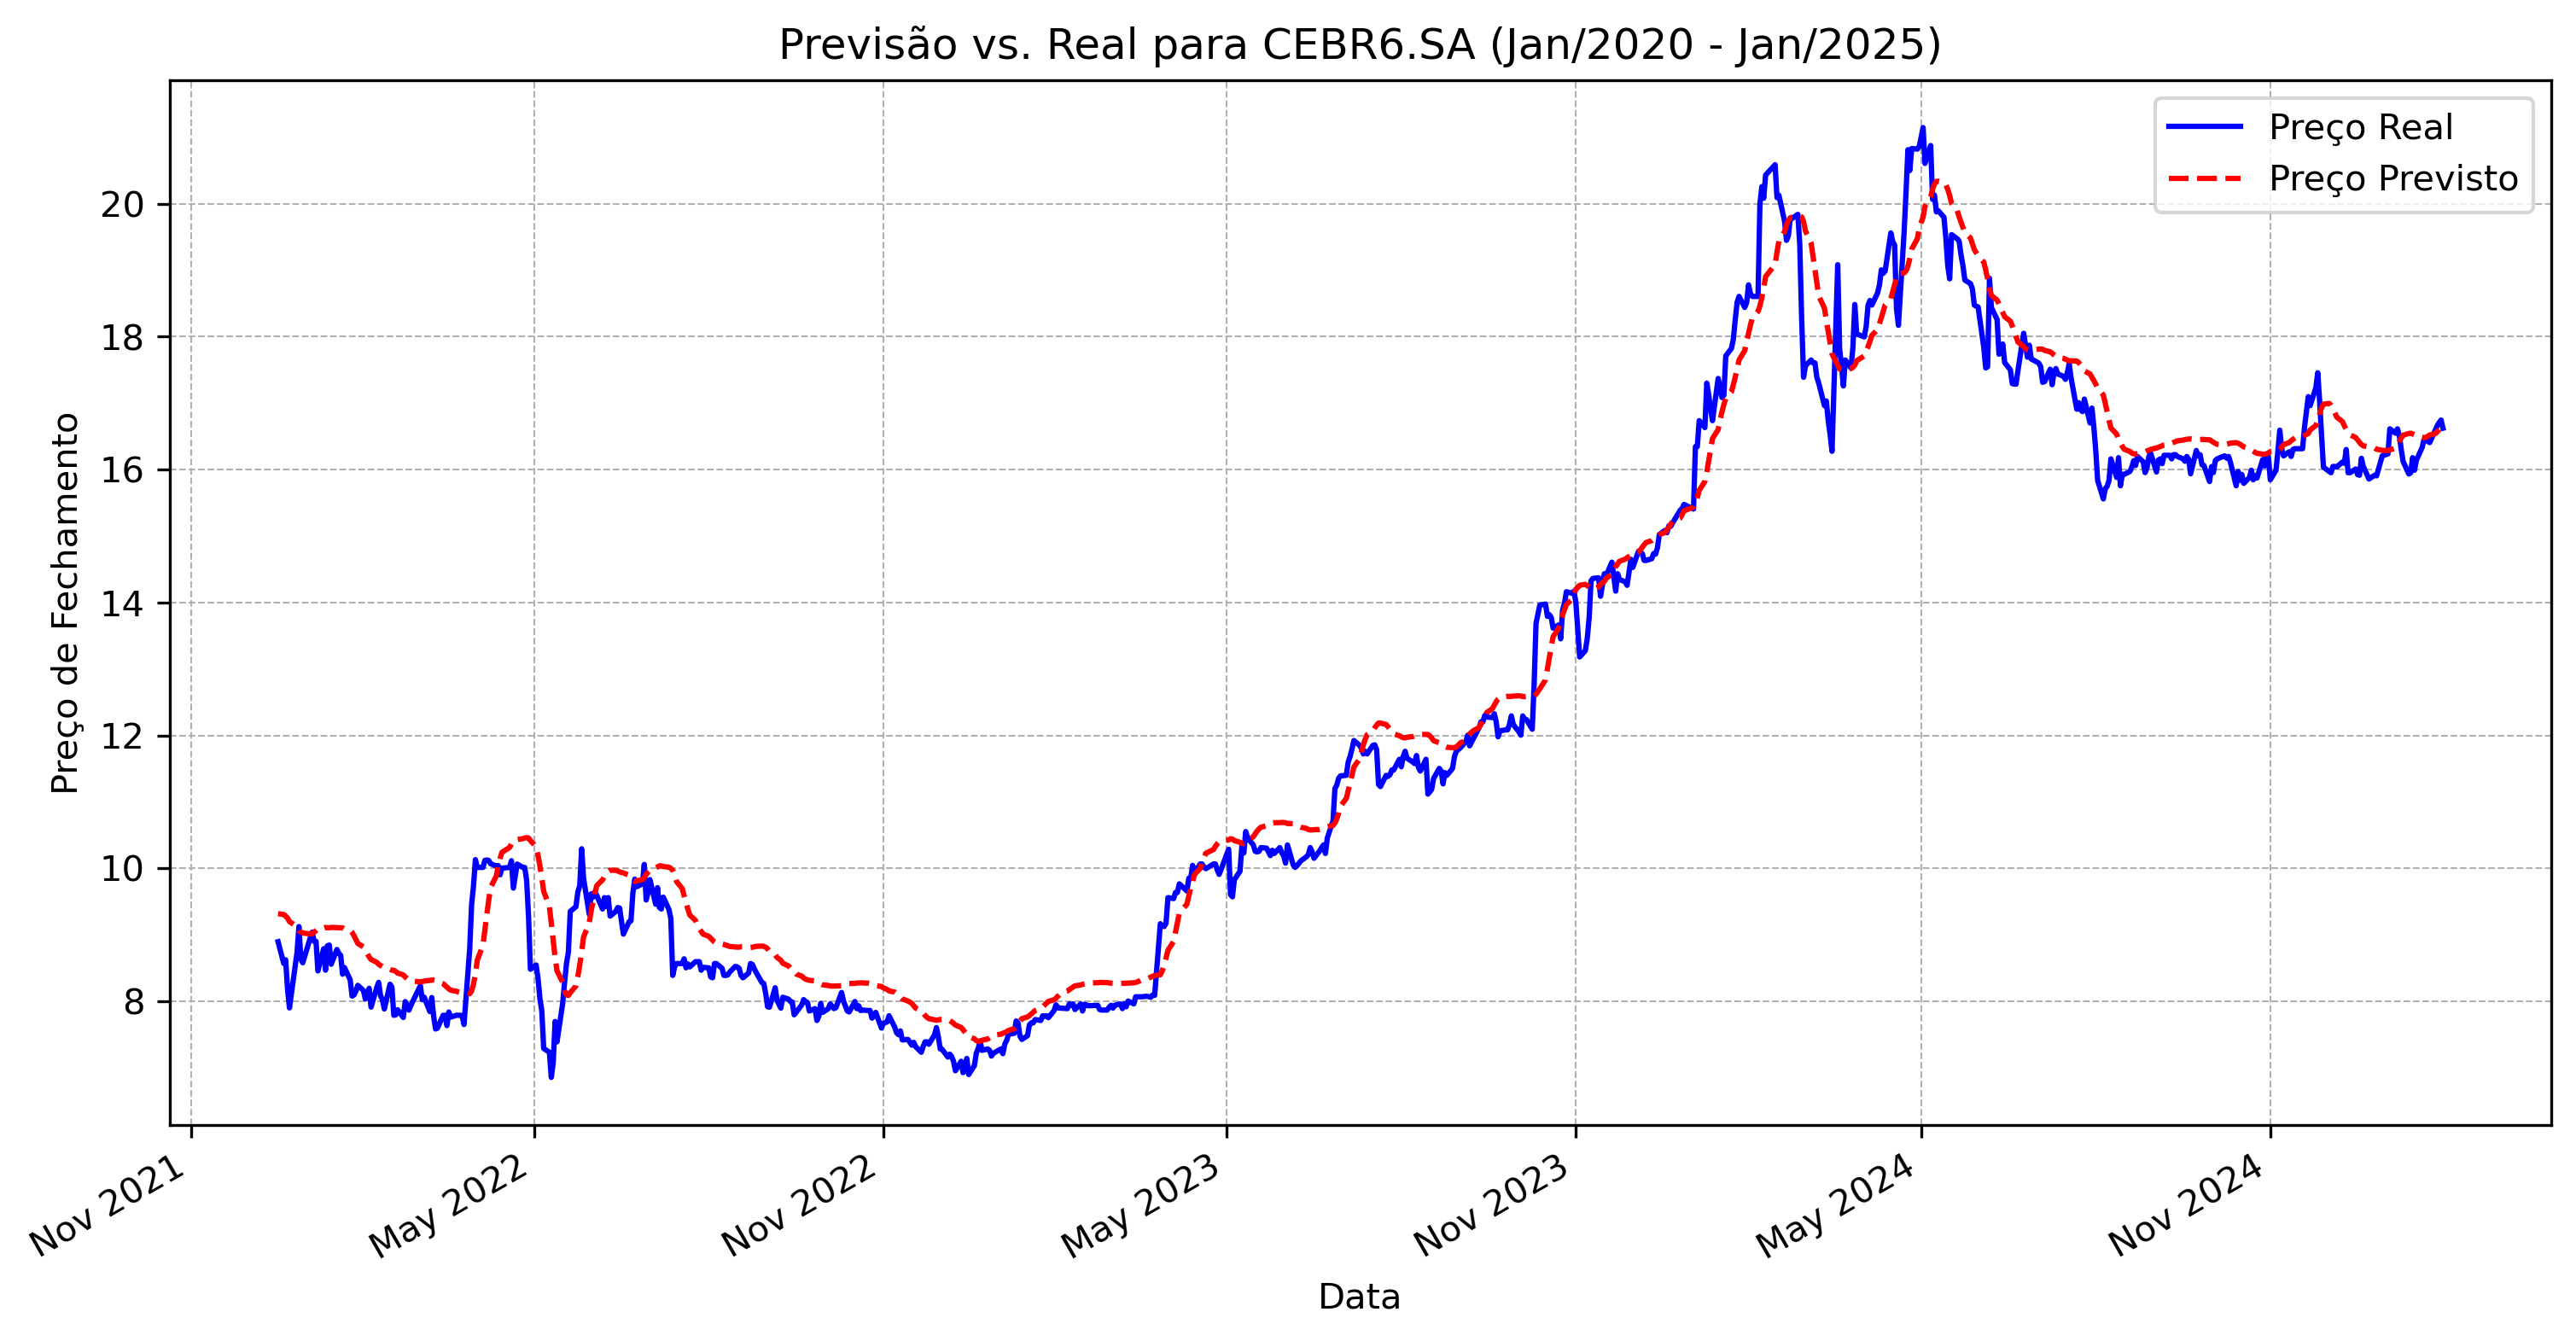 Previsão vs. Real para CEBR6.SA (Jan/2020 - Jan/2025)
Preço Real
Preço Previsto
Preço de Fechamento
20
18
16
14
12
10
8
Nov 2021
May 2022
Nov 2022
May 2023
Nov 2023
May 2024
Nov 2024
Data